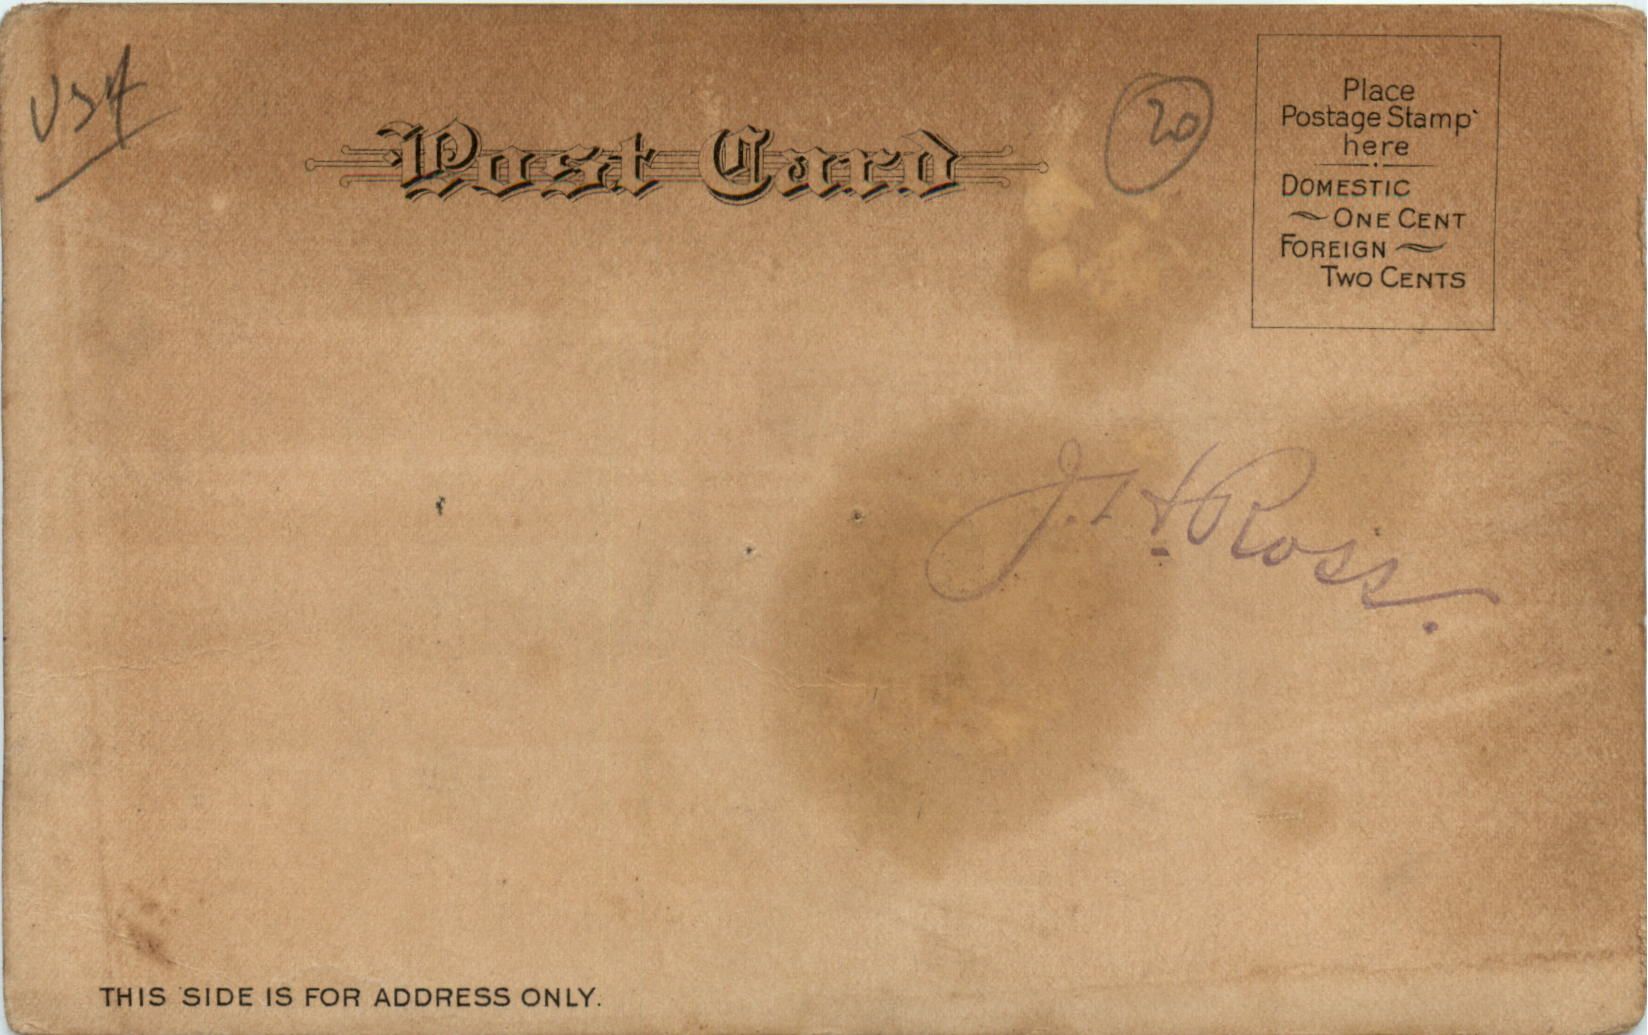 USA
Post Card
20
Place
Postage Stamp
here
DOMESTIC
ONE CENT
FOREIGN
TWO CENTS
J. H. Ross.
THIS SIDE IS FOR ADDRESS ONLY.